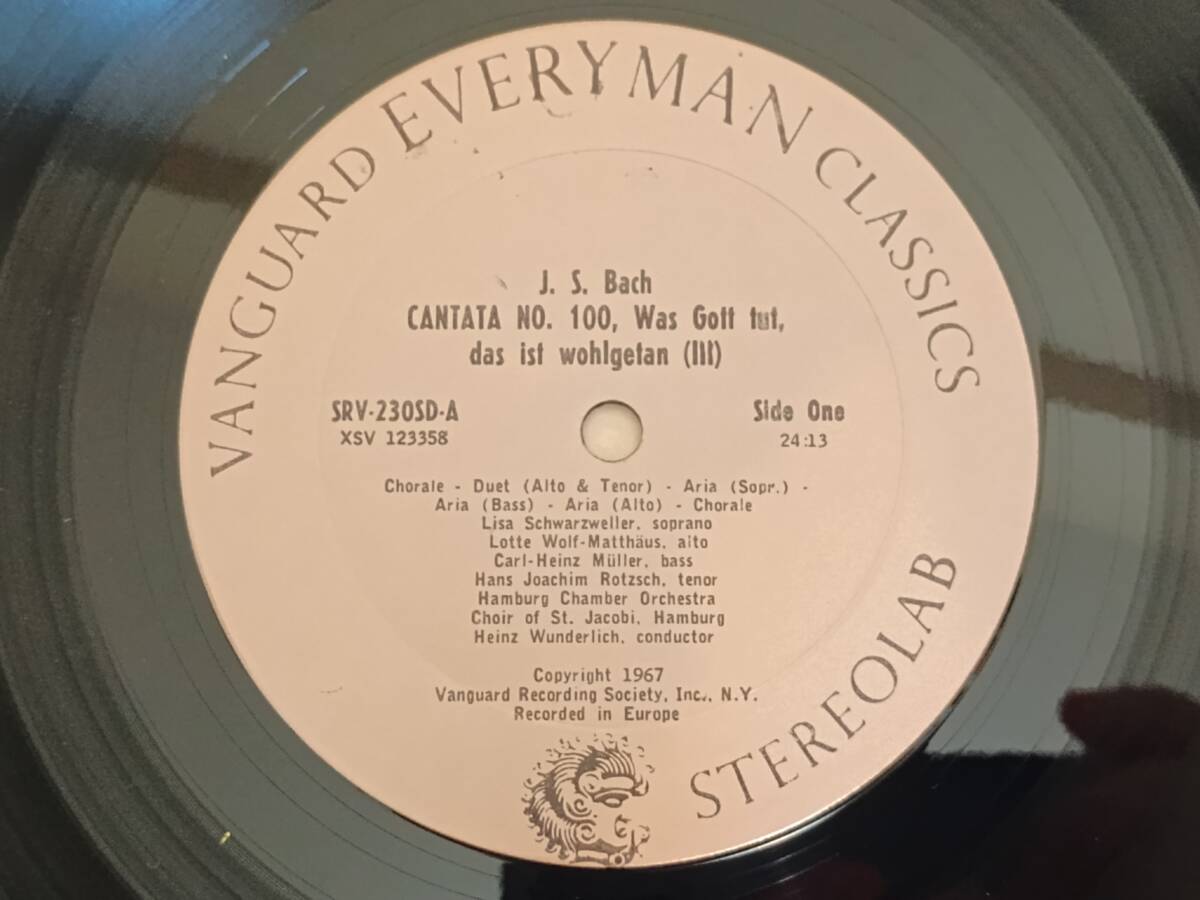 VANGUARD EVERYMAN CLASSICS
J. S. Bach
CANTATA NO. 100, Was Gott tut,
das ist wohlgetan (III)
SRV-230SD-A Side One
XSV 123358 24:13
Chorale - Duet (Alto & Tenor) - Aria (Sopr.) -
Aria (Bass) - Aria (Alto) - Chorale
Lisa Schwarzweller, soprano
Lotte Wolf-Matthäus, alto
Carl-Heinz Müller, bass
Hans Joachim Rotzsch, tenor
Hamburg Chamber Orchestra
Choir of St. Jacobi, Hamburg
Heinz Wunderlich, conductor
Copyright 1967
Vanguard Recording Society, Inc., N.Y.
Recorded in Europe
STEREOLAB